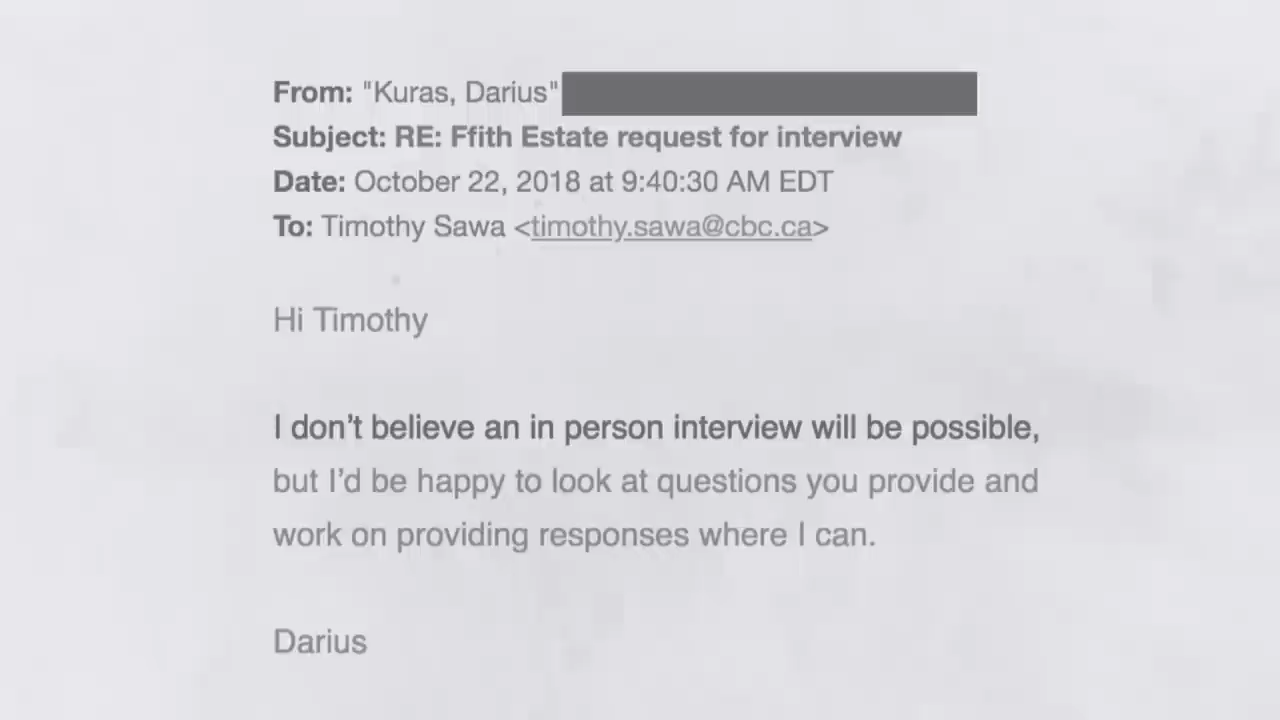 From: "Kuras, Darius"
Subject: RE: Ffith Estate request for interview
Date: October 22, 2018 at 9:40:30 AM EDT
To: Timothy Sawa <timothy.sawa@cbc.ca>
Hi Timothy
I don’t believe an in person interview will be possible,
but I’d be happy to look at questions you provide and
work on providing responses where I can.
Darius